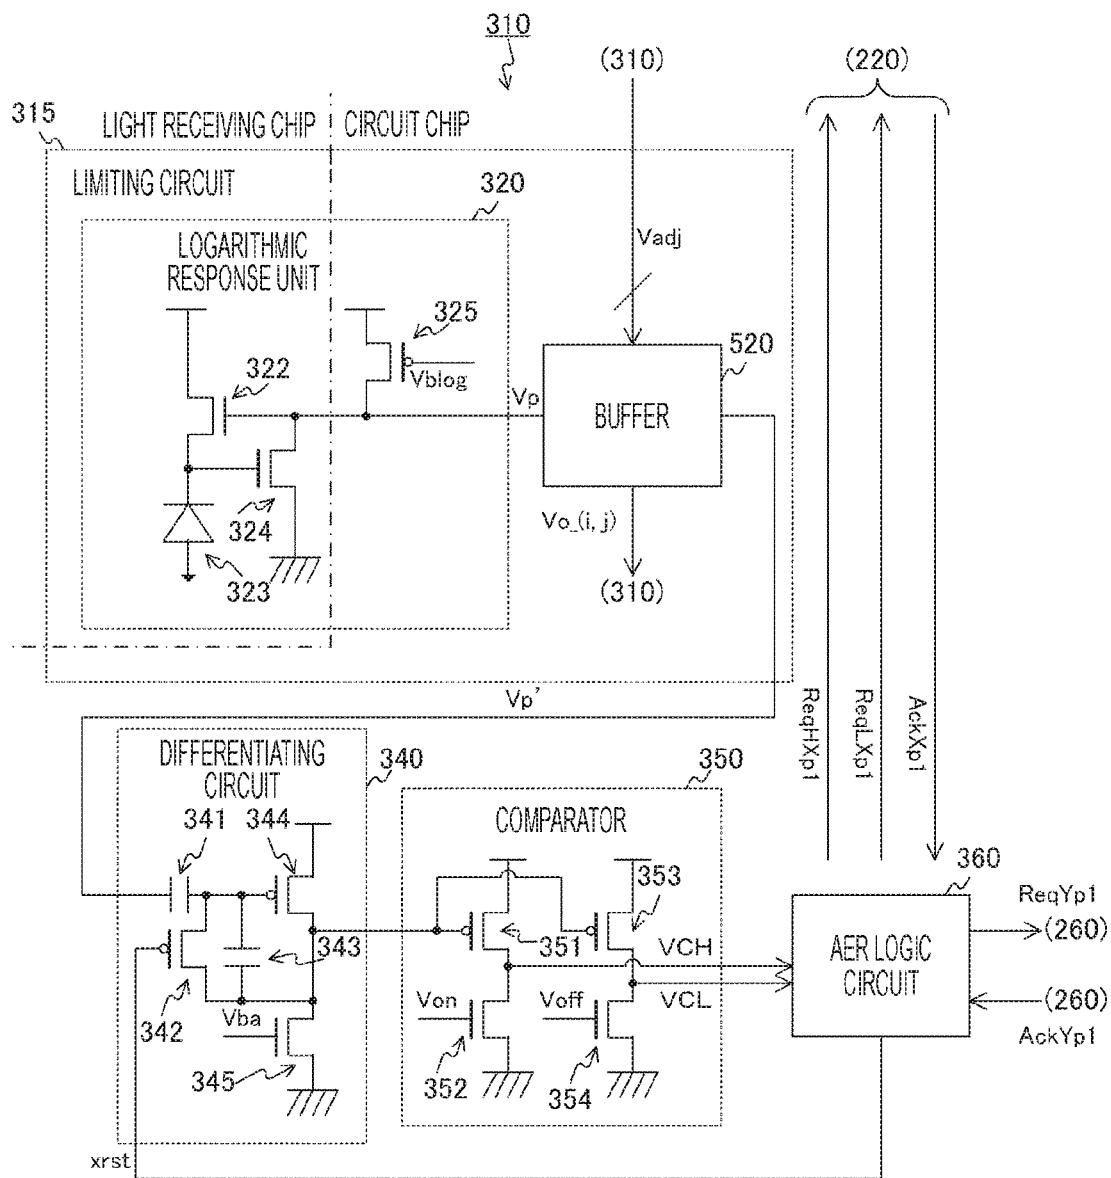 310
(310)
(220)
315
LIGHT RECEIVING CHIP
CIRCUIT CHIP
LIMITING CIRCUIT
320
LOGARITHMIC
RESPONSE UNIT
Vadj
325
322
Vblog
Vp
520
BUFFER
324
323
Vo_(i, j)
(310)
Vp'
ReqHXp1
ReqLXp1
AckXp1
DIFFERENTIATING
CIRCUIT
340
350
341
344
COMPARATOR
353
360
ReqYp1
(260)
343
351
VCH
AER LOGIC
CIRCUIT
VCL
(260)
AckYp1
342
Vba
Von
Voff
345
352
354
xrst